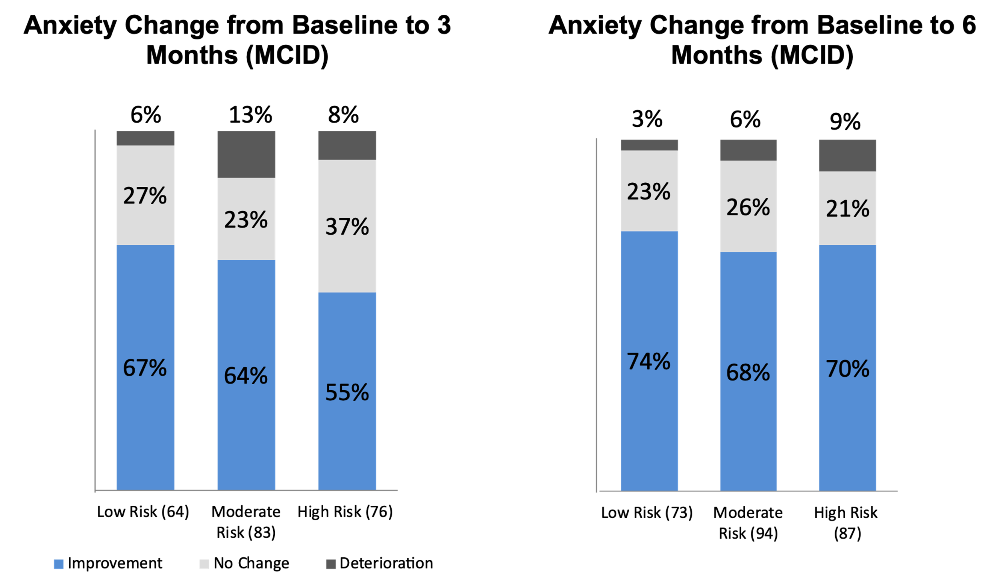 Anxiety Change from Baseline to 3
Months (MCID)
6%
13%
8%
27%
23%
37%
67%
64%
55%
Low Risk (64)
Moderate
Risk (83)
High Risk (76)
Improvement
No Change
Deterioration
Anxiety Change from Baseline to 6
Months (MCID)
3%
6%
9%
23%
26%
21%
74%
68%
70%
Low Risk (73)
Moderate
Risk (94)
High Risk
(87)